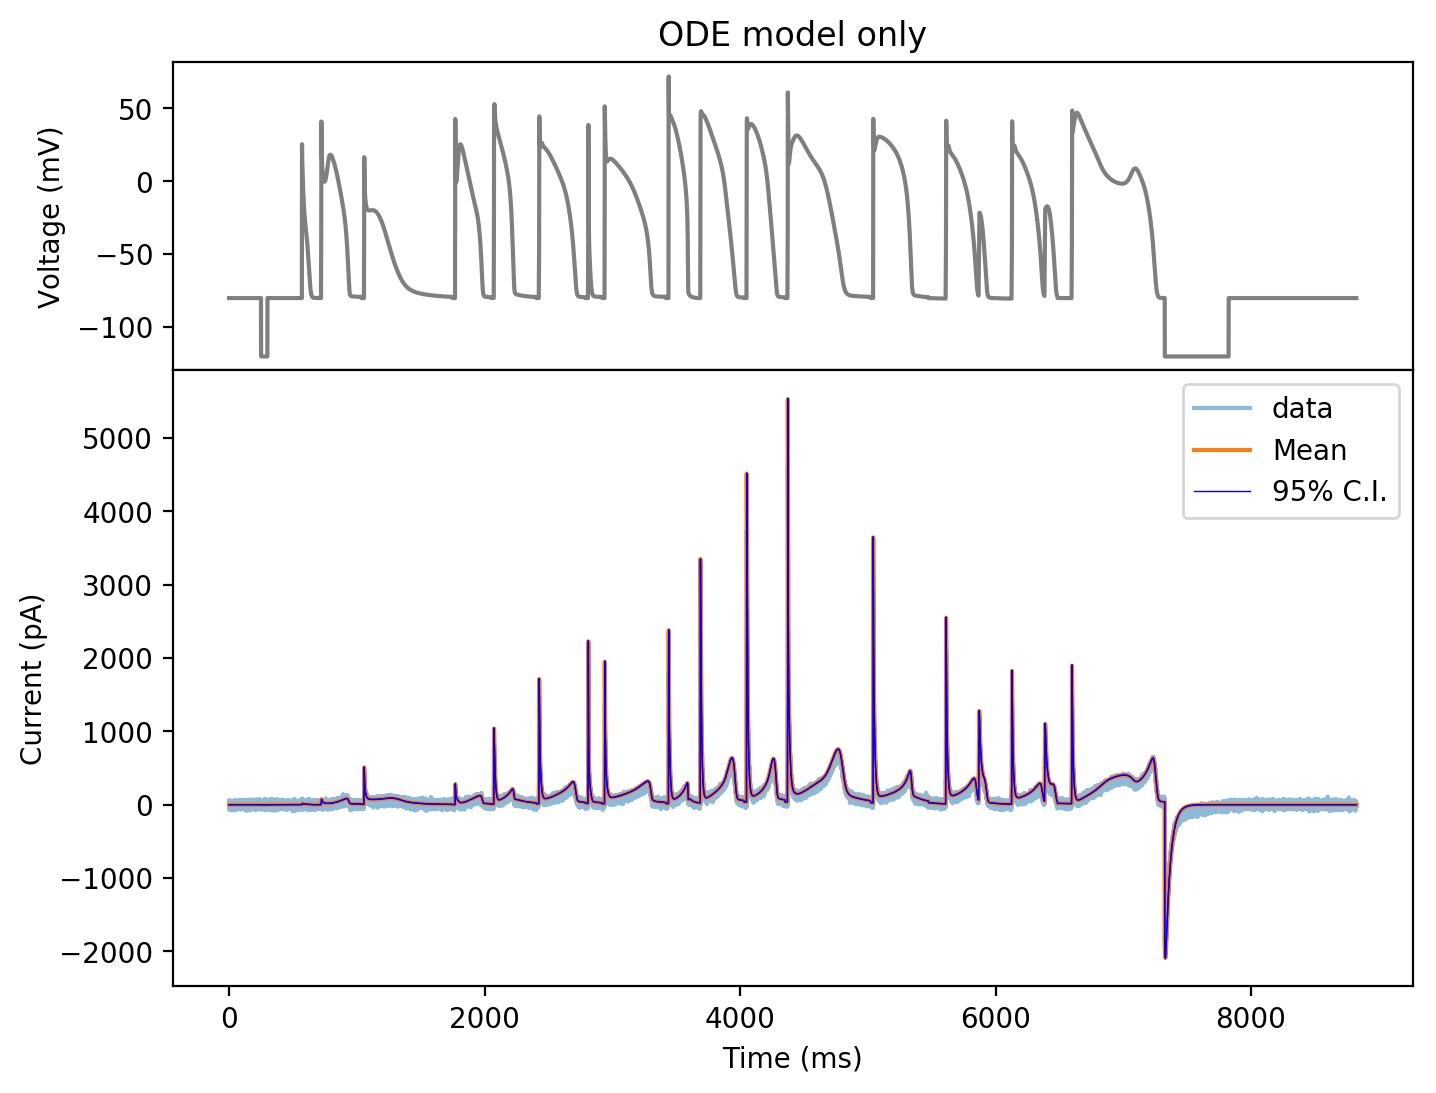 ODE model only
50
0
−50
−100
Voltage (mV)
data
Mean
95% C.I.
5000
4000
3000
2000
1000
0
−1000
−2000
Current (pA)
0 2000 4000 6000 8000
Time (ms)